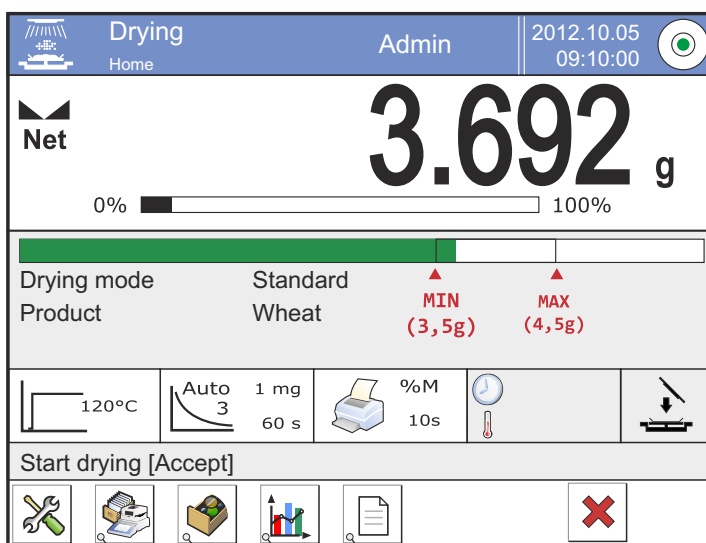 Drying Admin 2012.10.05
Home 09:10:00
3.692 g
Net
0% 100%
Drying mode Standard
Product Wheat
MIN MAX
(3,5g) (4,5g)
120°C Auto 3 1 mg 60 s %M 10s
Start drying [Accept]